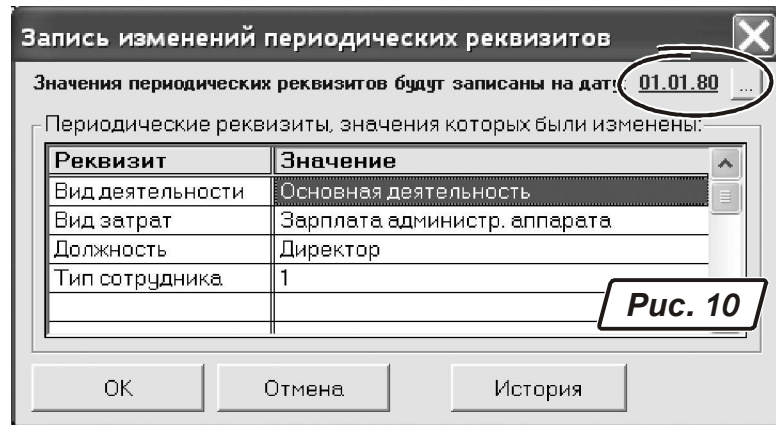 Запись изменений периодических реквизитов
Значения периодических реквизитов будут записаны на дату: 01.01.80 ...
Периодические реквизиты, значения которых были изменены:
Реквизит Значение
Вид деятельности Основная деятельность
Вид затрат Зарплата администр. аппарата
Должность Директор
Тип сотрудника 1
Рис. 10
ОК Отмена История